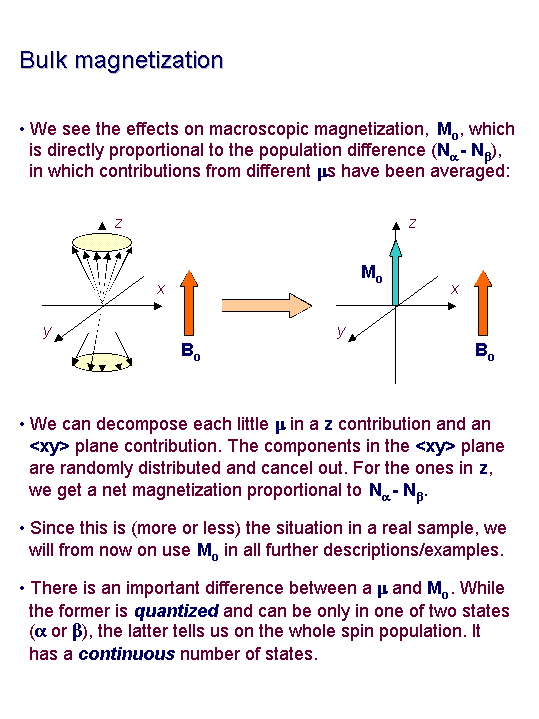 Bulk magnetization
• We see the effects on macroscopic magnetization, Mo, which
is directly proportional to the population difference (Nα - Nβ),
in which contributions from different μs have been averaged:
z
z
Mo
x
x
y
y
Bo
Bo
• We can decompose each little μ in a z contribution and an
<xy> plane contribution. The components in the <xy> plane
are randomly distributed and cancel out. For the ones in z,
we get a net magnetization proportional to Nα - Nβ.
• Since this is (more or less) the situation in a real sample, we
will from now on use Mo in all further descriptions/examples.
• There is an important difference between a μ and Mo. While
the former is quantized and can be only in one of two states
(α or β), the latter tells us on the whole spin population. It
has a continuous number of states.